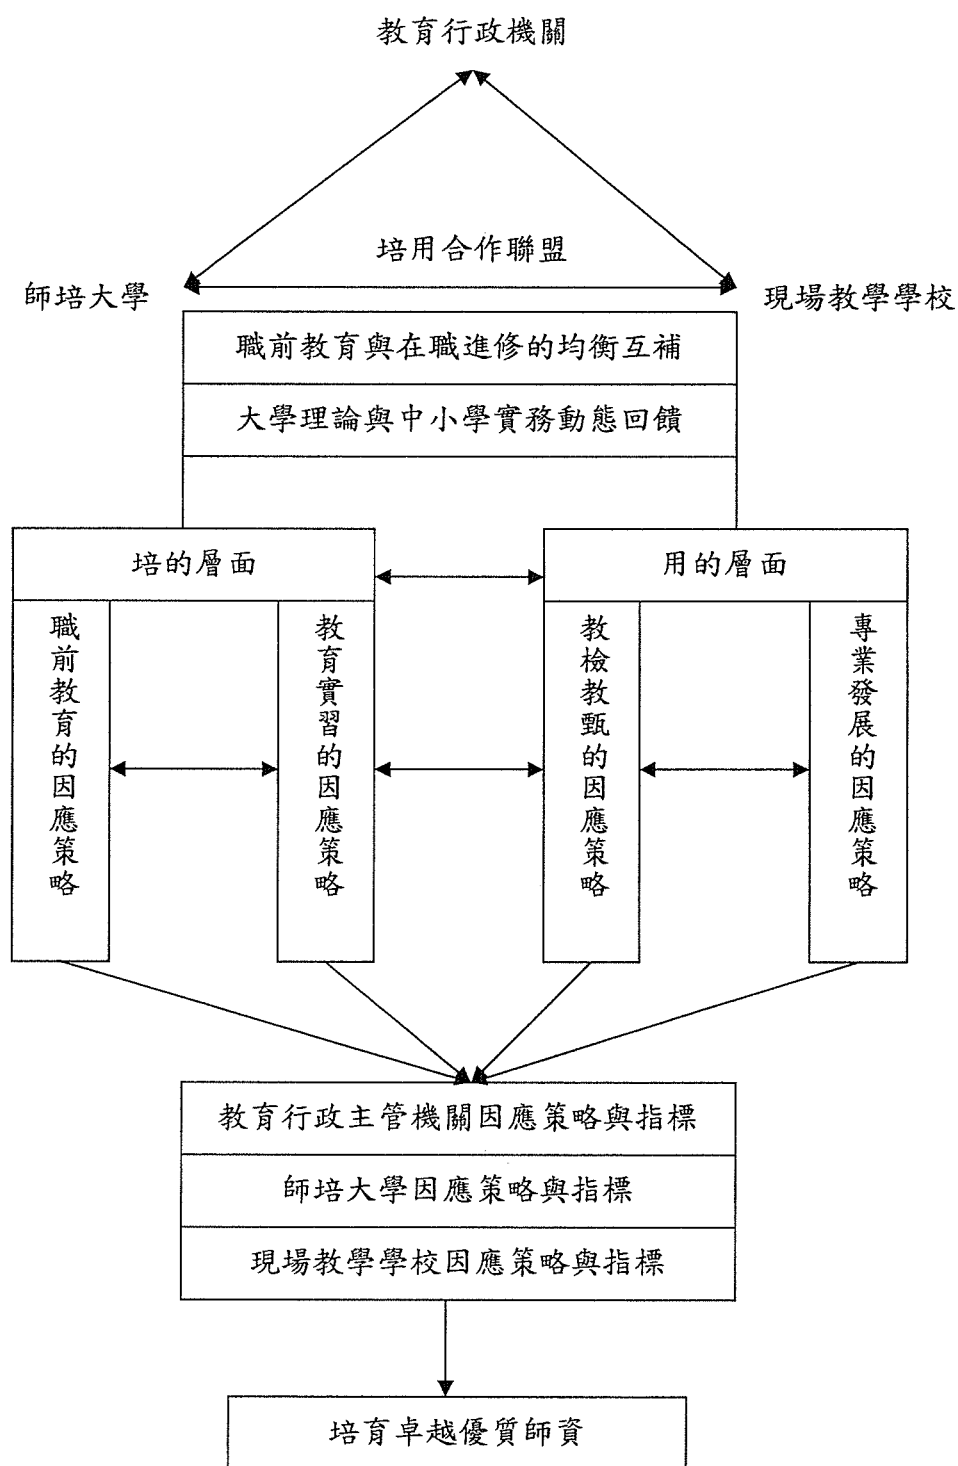 教育行政機關
培用合作聯盟
師培大學
現場教學學校
職前教育與在職進修的均衡互補
大學理論與中小學實務動態回饋
培的層面
用的層面
職前教育的因應策略
教育實習的因應策略
教檢教甄的因應策略
專業發展的因應策略
教育行政主管機關因應策略與指標
師培大學因應策略與指標
現場教學學校因應策略與指標
培育卓越優質師資